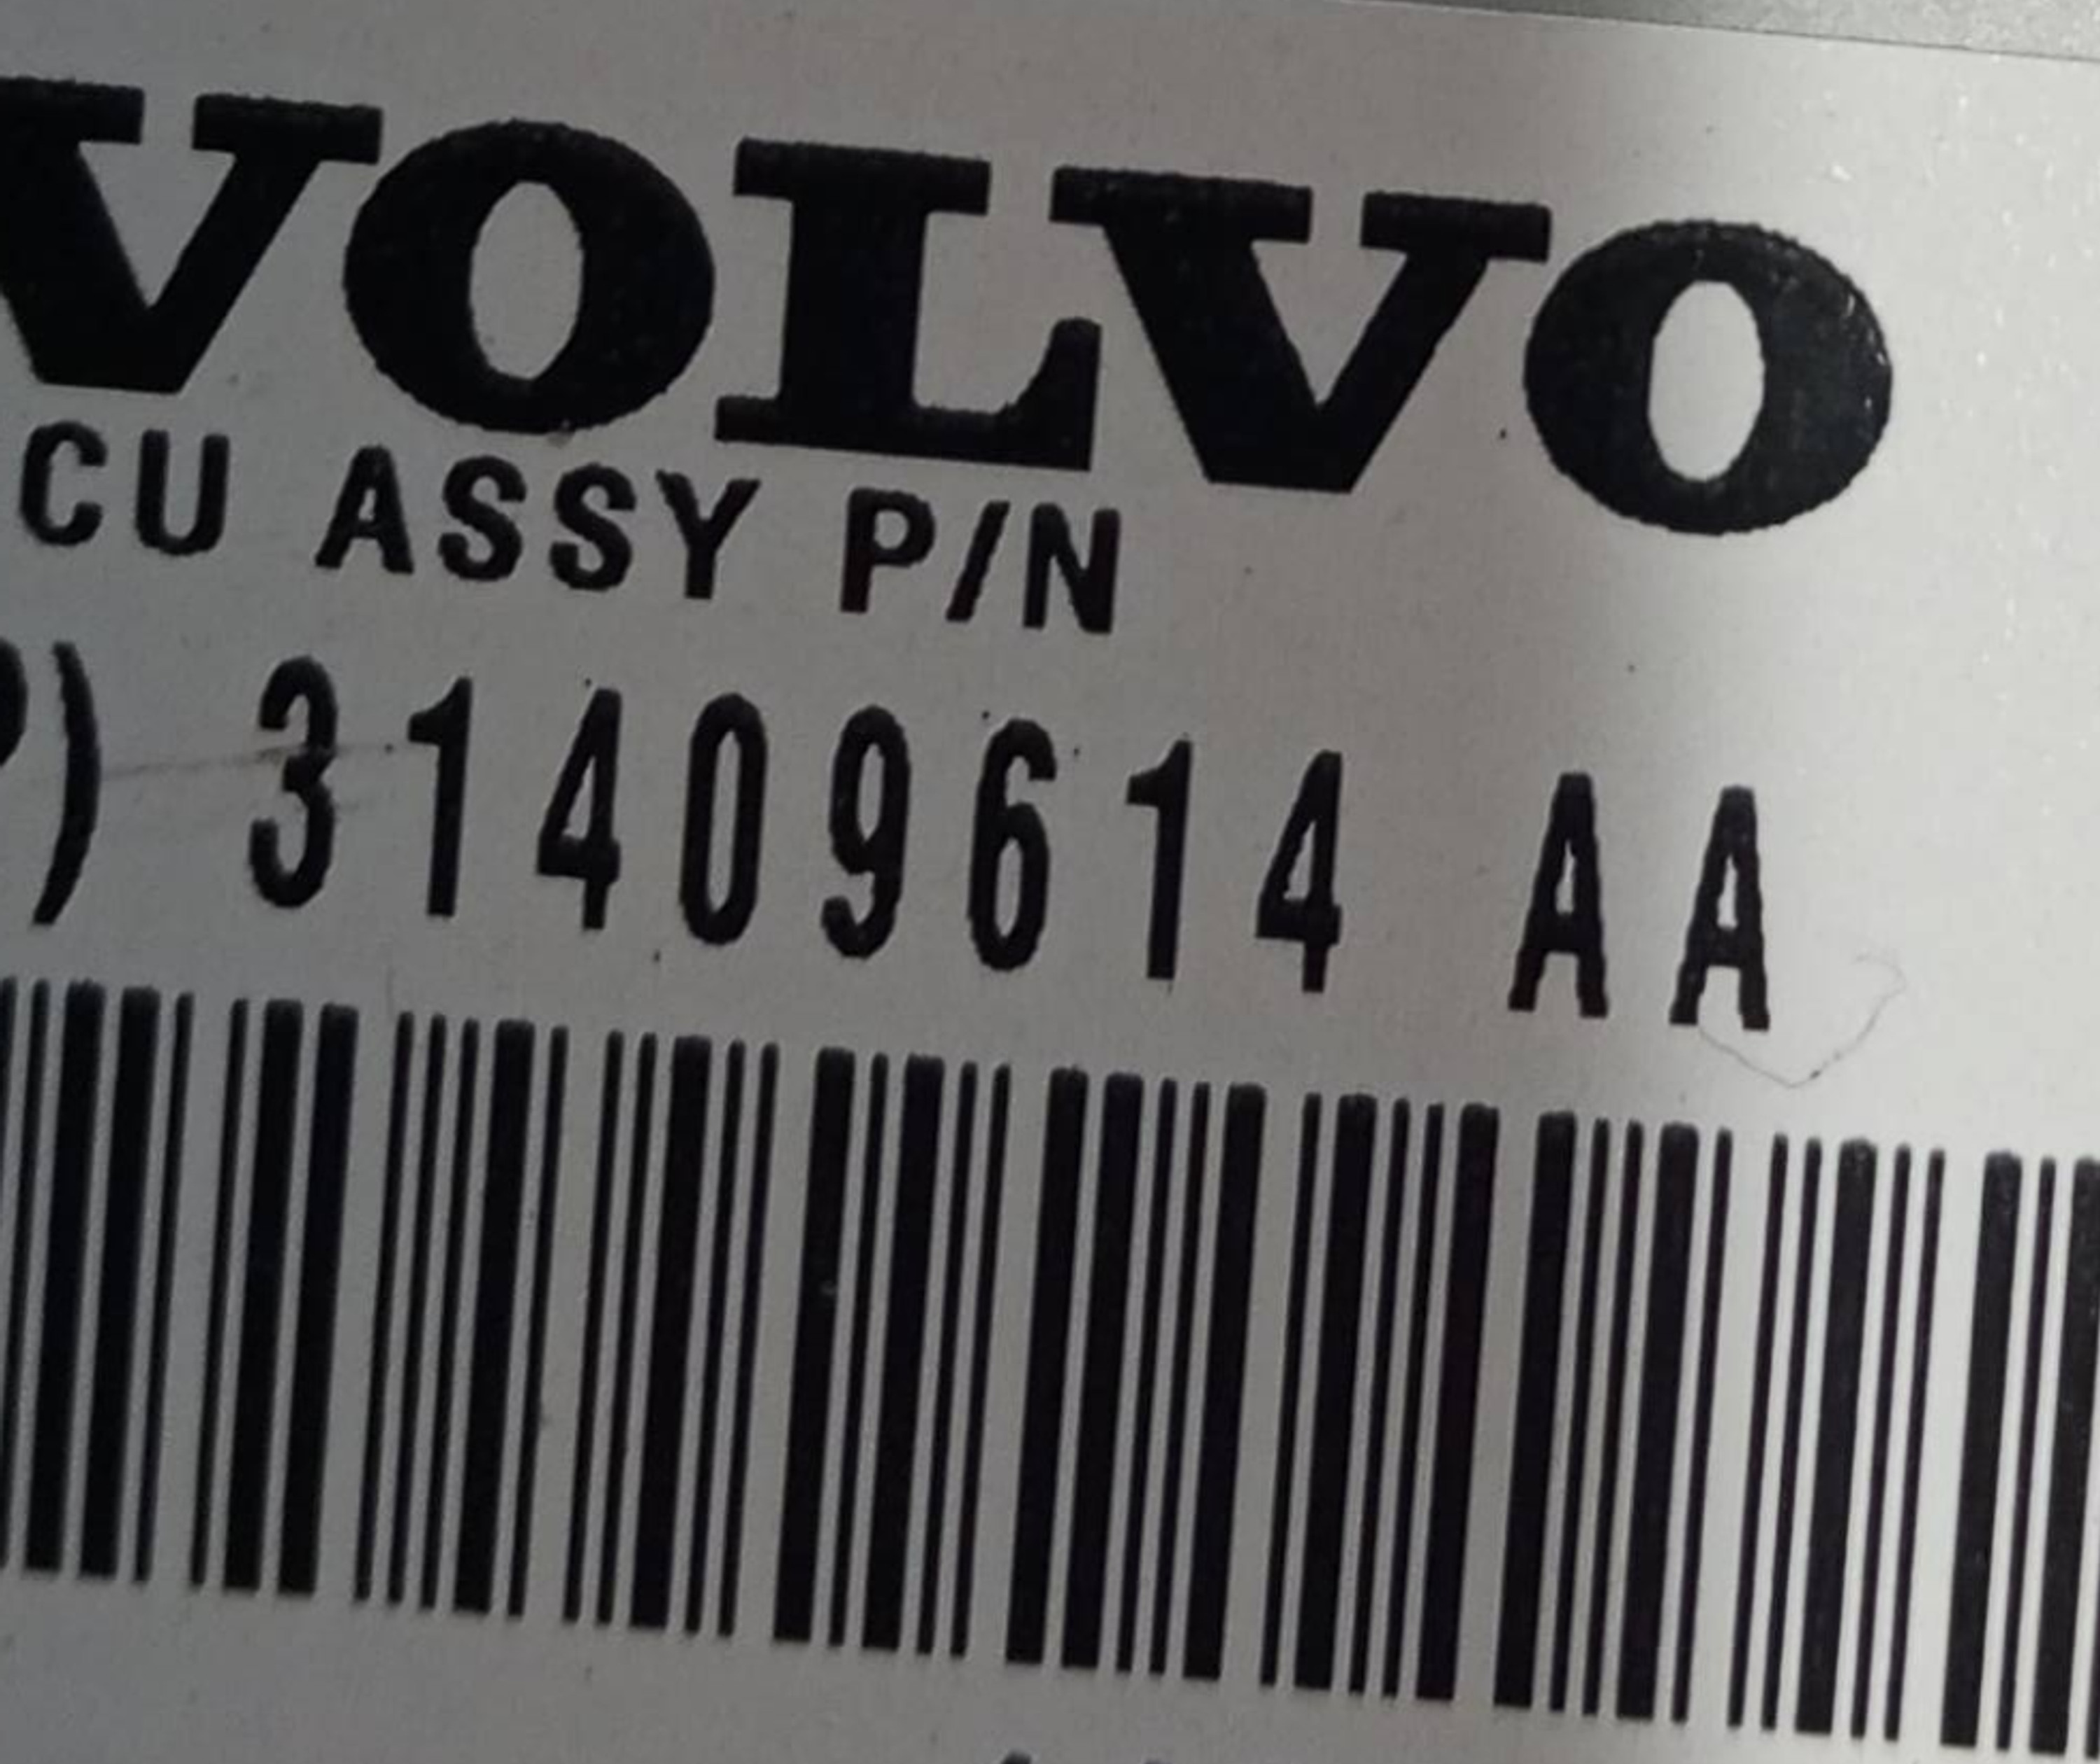 VOLVO
CU ASSY P/N
) 31409614 AA